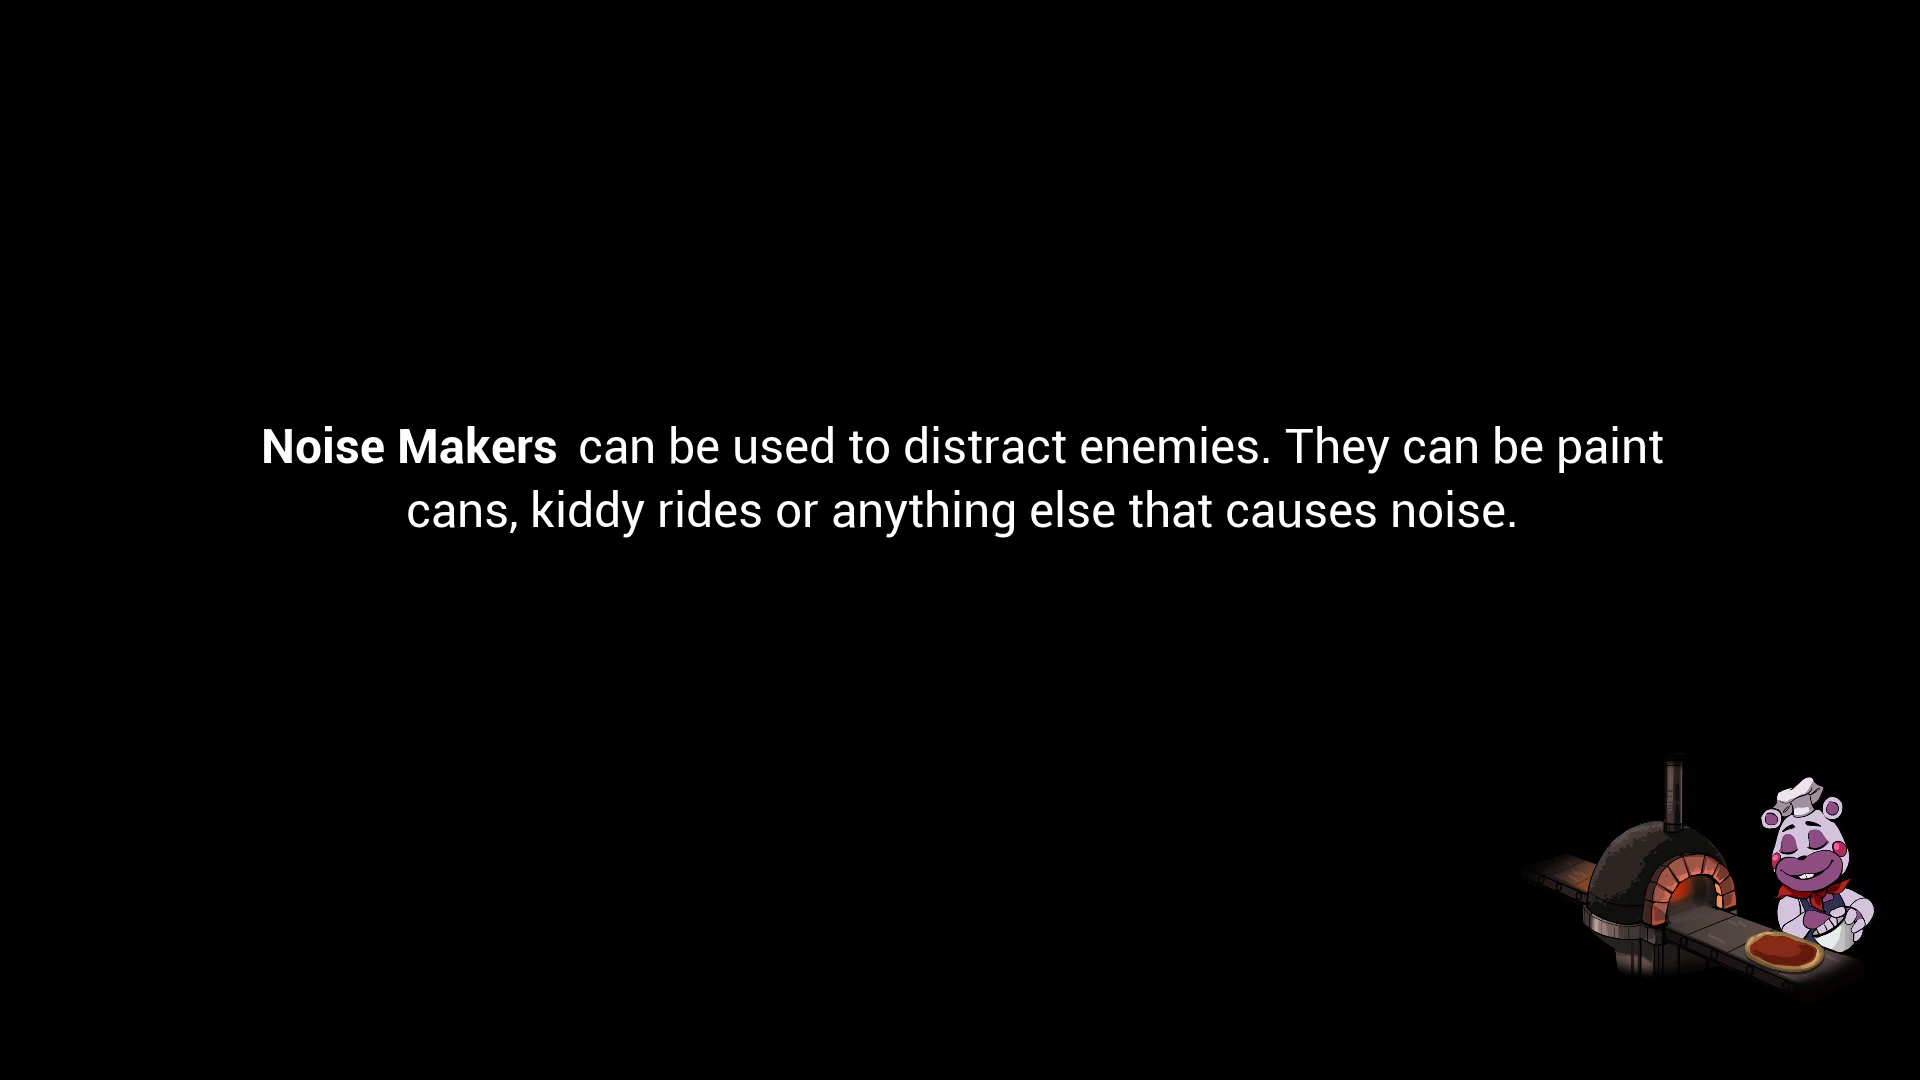 Noise Makers can be used to distract enemies. They can be paint
cans, kiddy rides or anything else that causes noise.